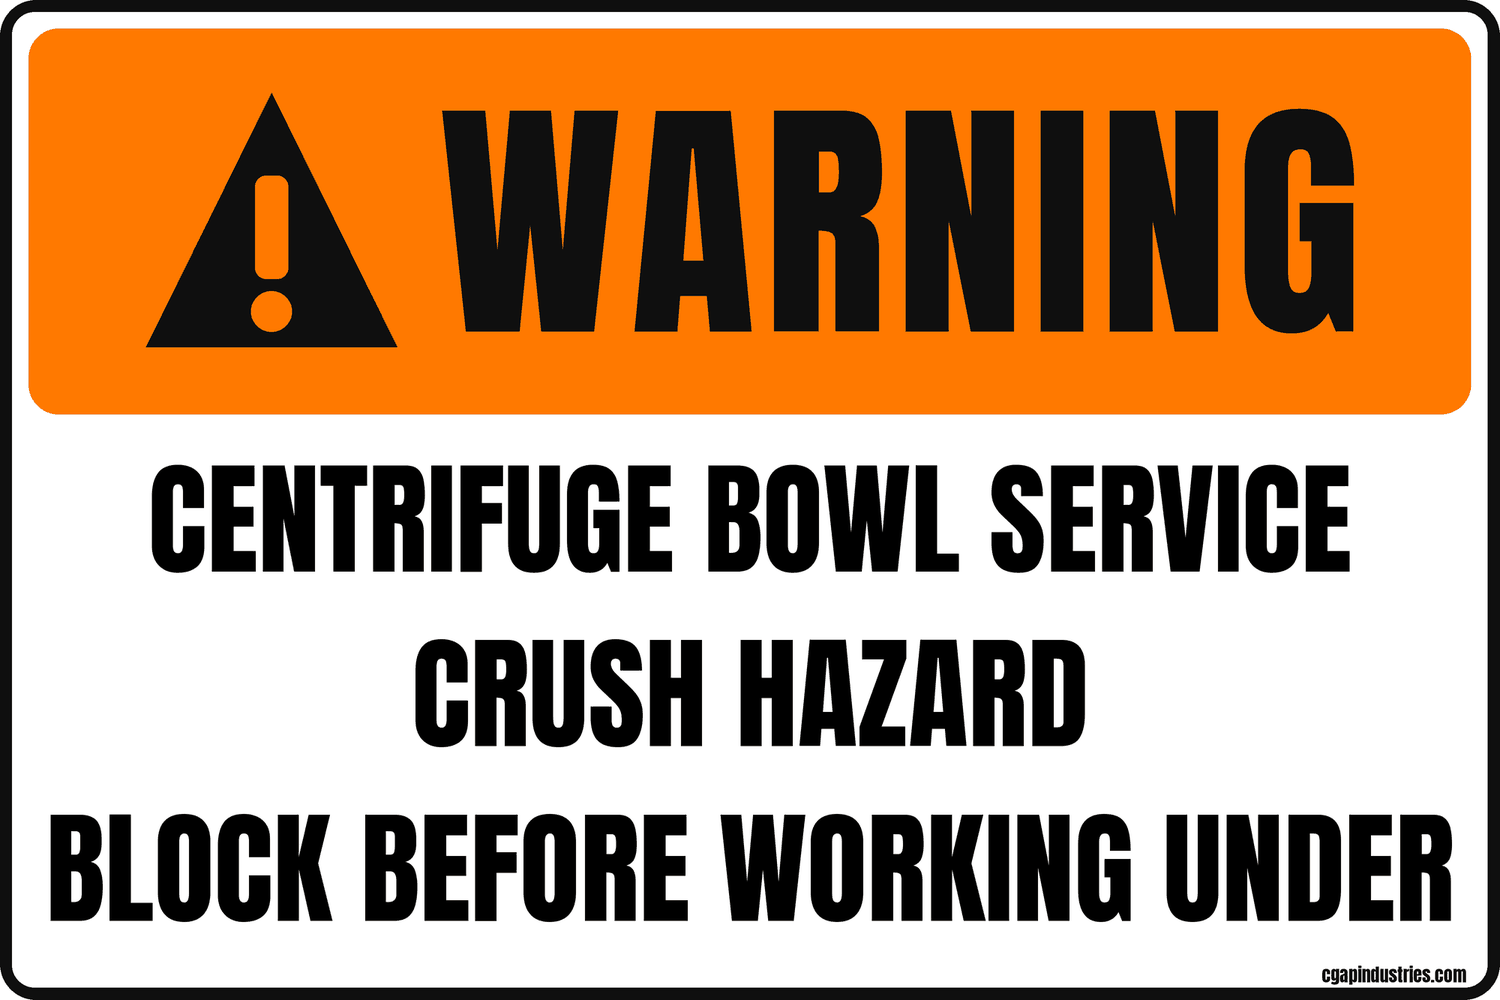 WARNING
CENTRIFUGE BOWL SERVICE
CRUSH HAZARD
BLOCK BEFORE WORKING UNDER
cgapindustries.com